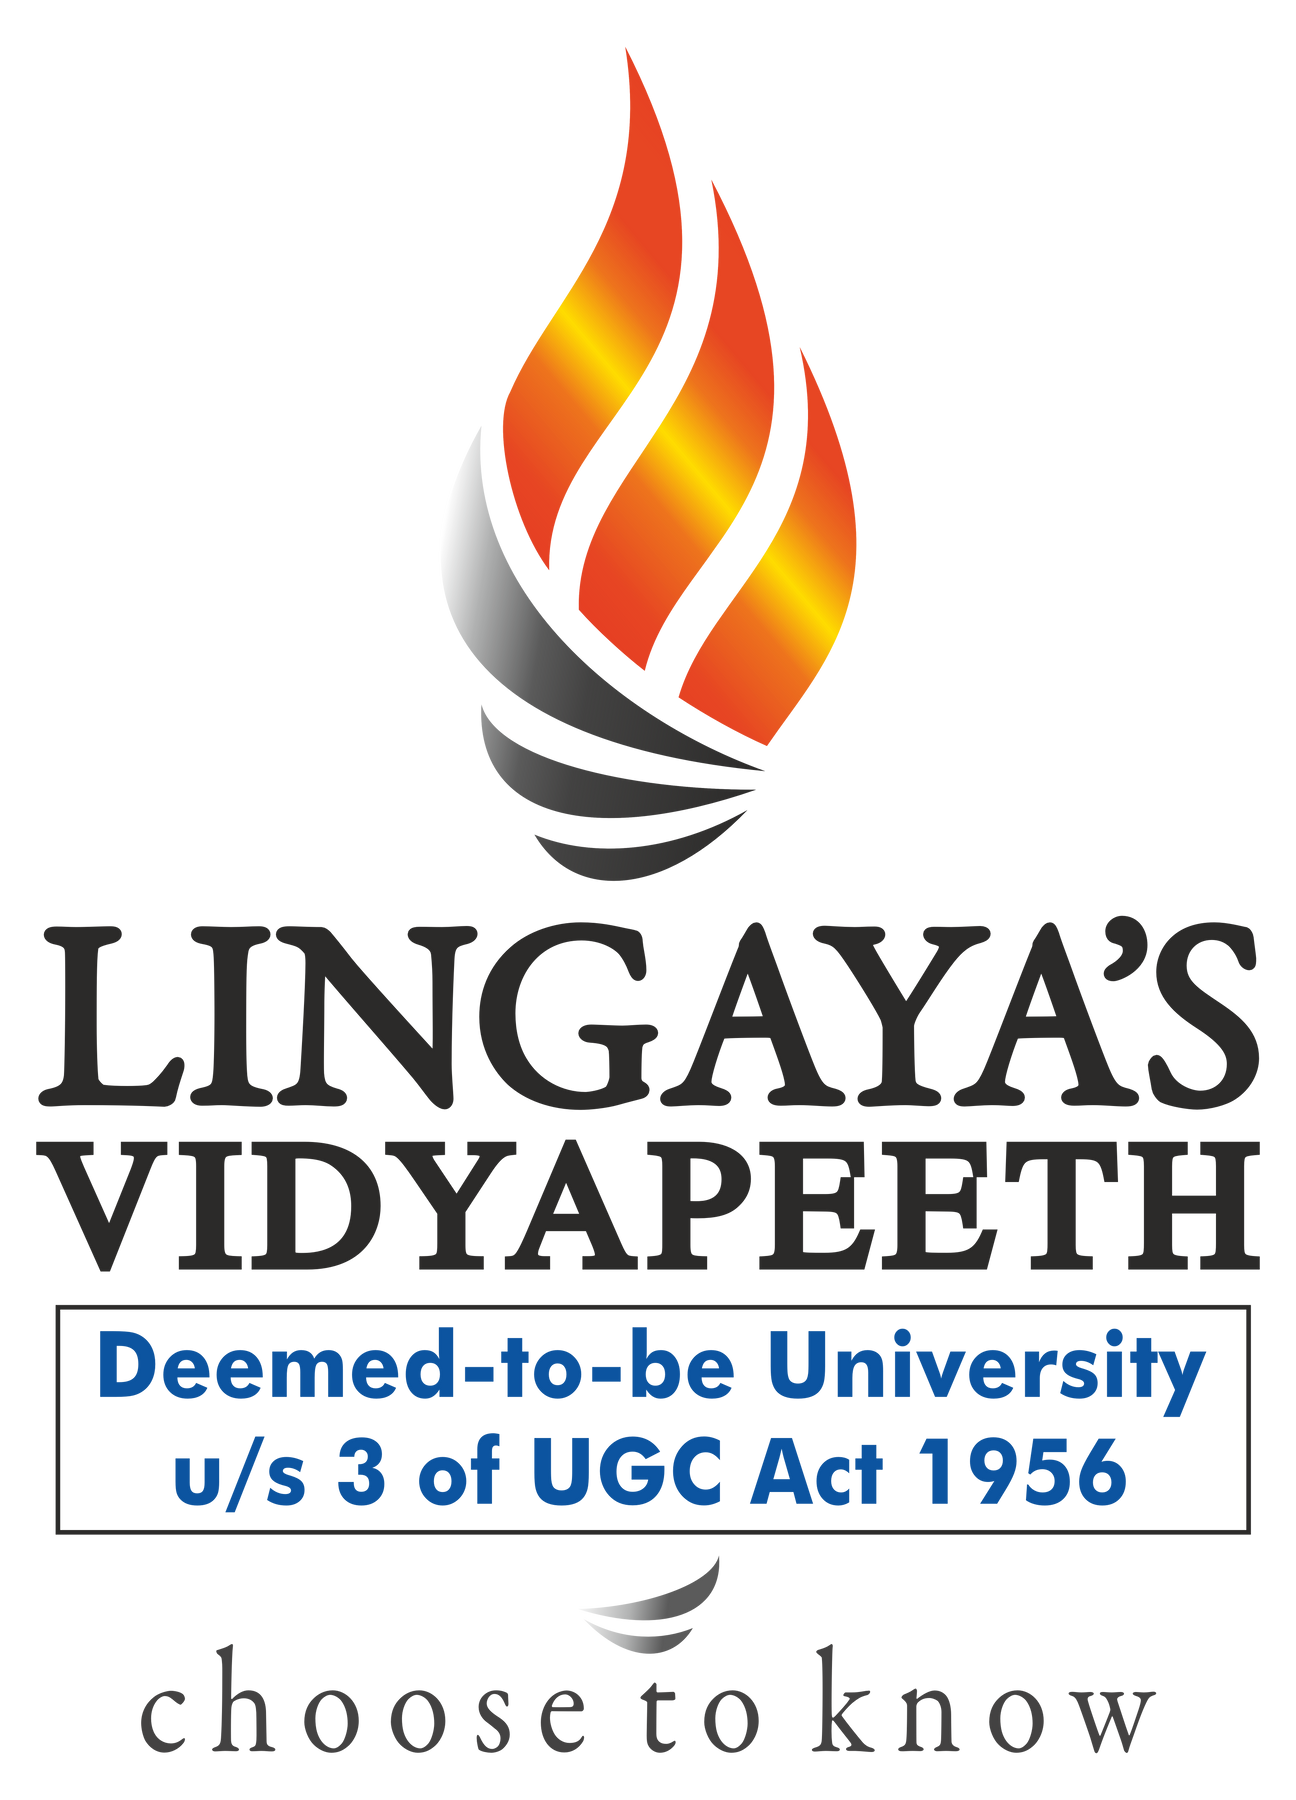 LINGAYA’S
VIDYAPEETH
Deemed-to-be University
u/s 3 of UGC Act 1956
choose to know